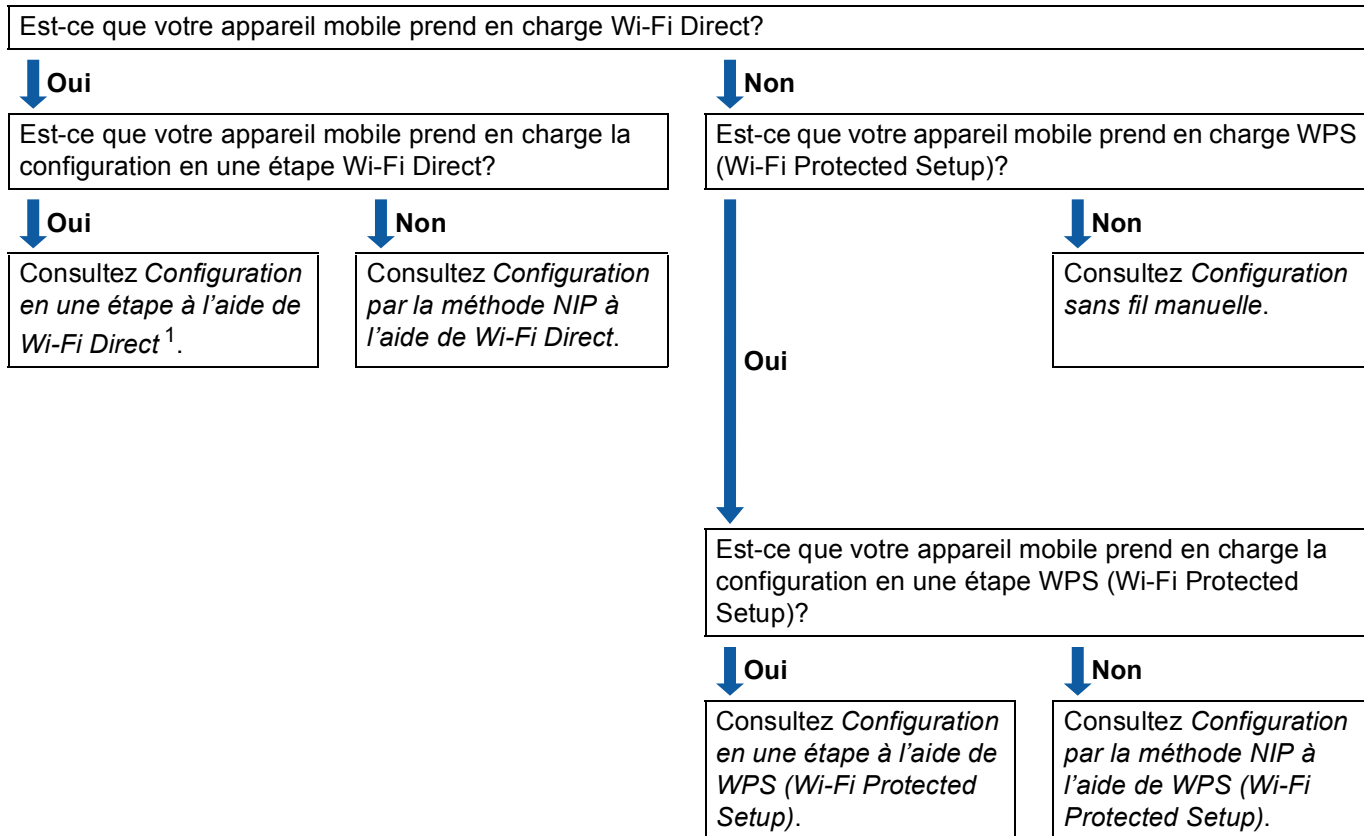 Est-ce que votre appareil mobile prend en charge Wi-Fi Direct?
Oui
Non
Est-ce que votre appareil mobile prend en charge la
configuration en une étape Wi-Fi Direct?
Est-ce que votre appareil mobile prend en charge WPS
(Wi-Fi Protected Setup)?
Oui
Non
Non
Consultez Configuration
en une étape à l’aide de
Wi-Fi Direct 1.
Consultez Configuration
par la méthode NIP à
l’aide de Wi-Fi Direct.
Consultez Configuration
sans fil manuelle.
Oui
Est-ce que votre appareil mobile prend en charge la
configuration en une étape WPS (Wi-Fi Protected
Setup)?
Oui
Non
Consultez Configuration
en une étape à l’aide de
WPS (Wi-Fi Protected
Setup).
Consultez Configuration
par la méthode NIP à
l’aide de WPS (Wi-Fi
Protected Setup).